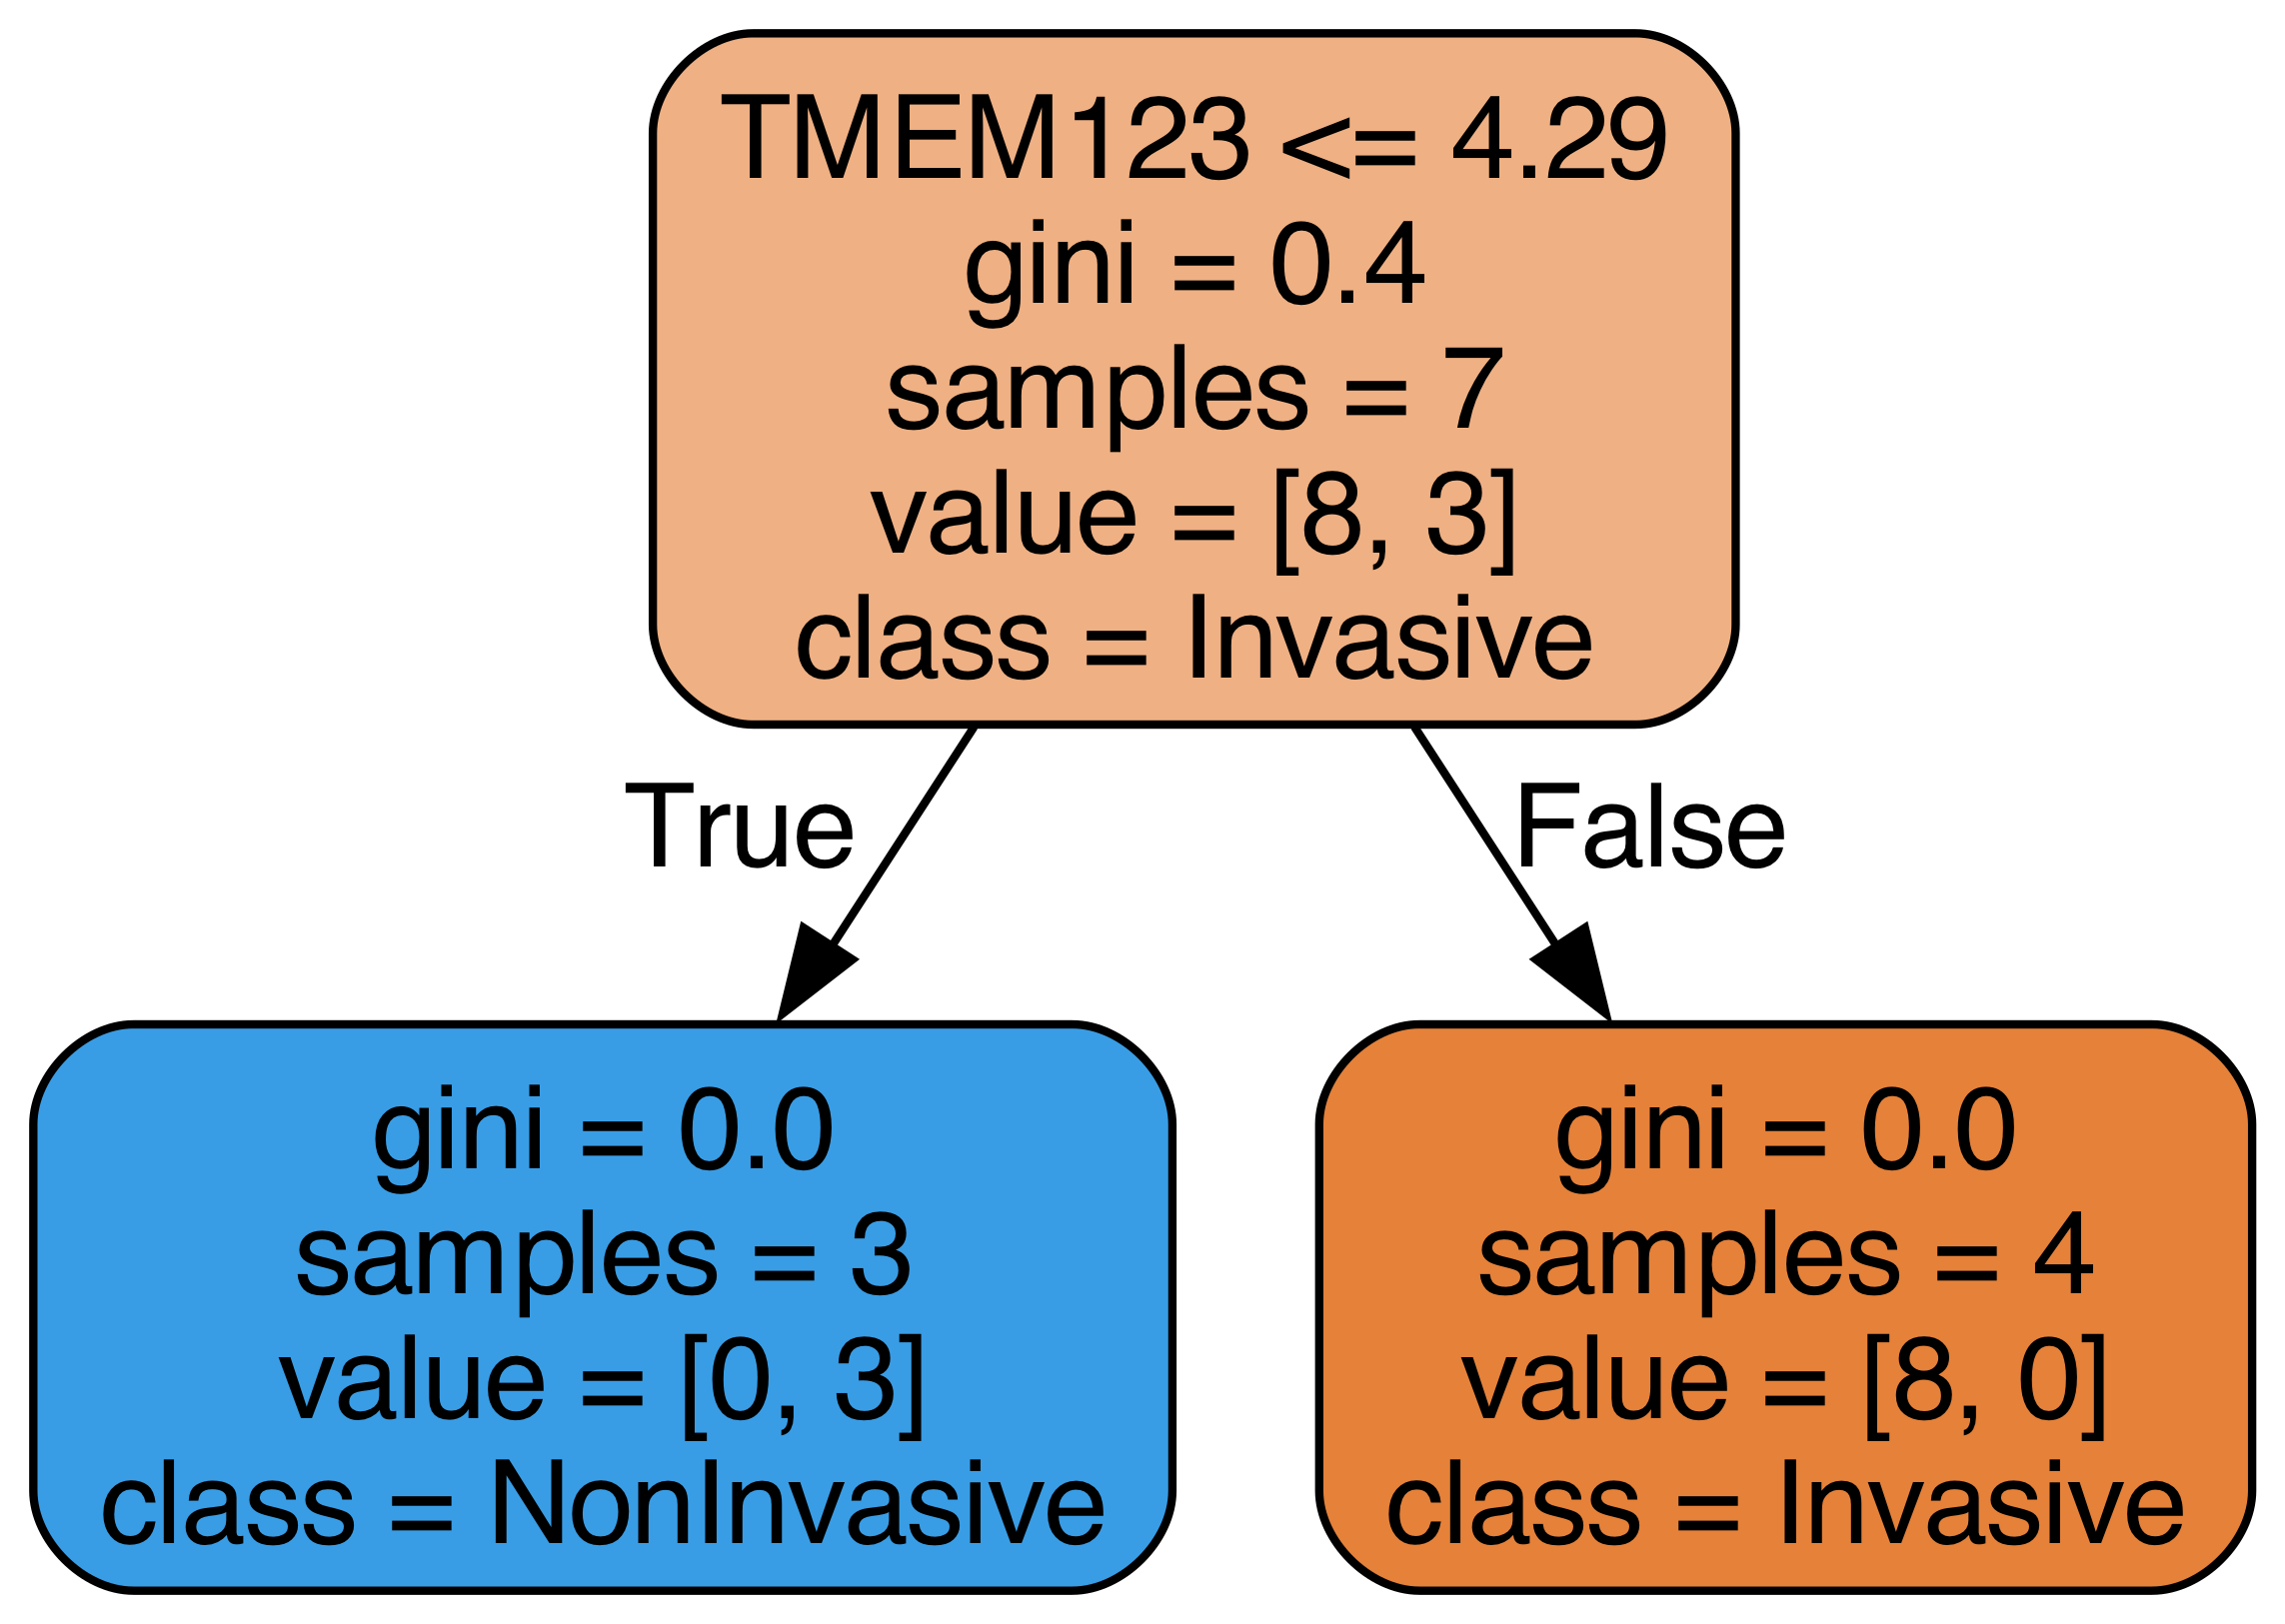 TMEM123 <= 4.29
gini = 0.4
samples = 7
value = [8, 3]
class = Invasive
True
False
gini = 0.0
samples = 3
value = [0, 3]
class = NonInvasive
gini = 0.0
samples = 4
value = [8, 0]
class = Invasive